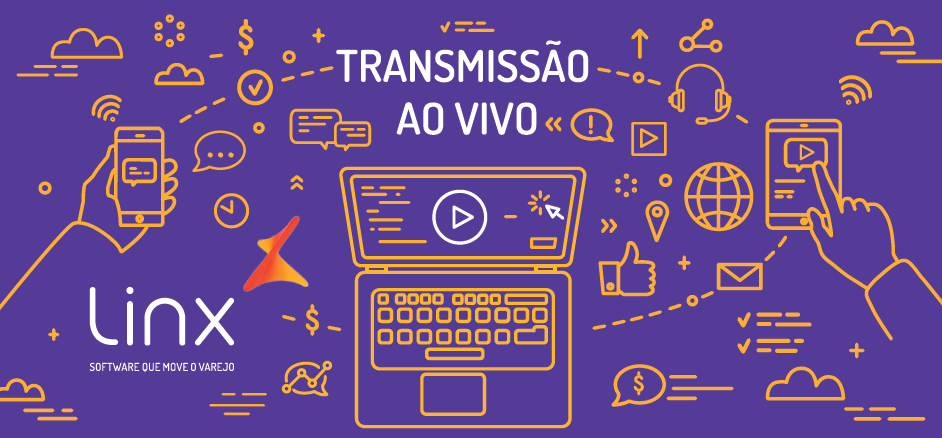 TRANSMISSÃO
AO VIVO
linx
SOFTWARE QUE MOVE O VAREJO